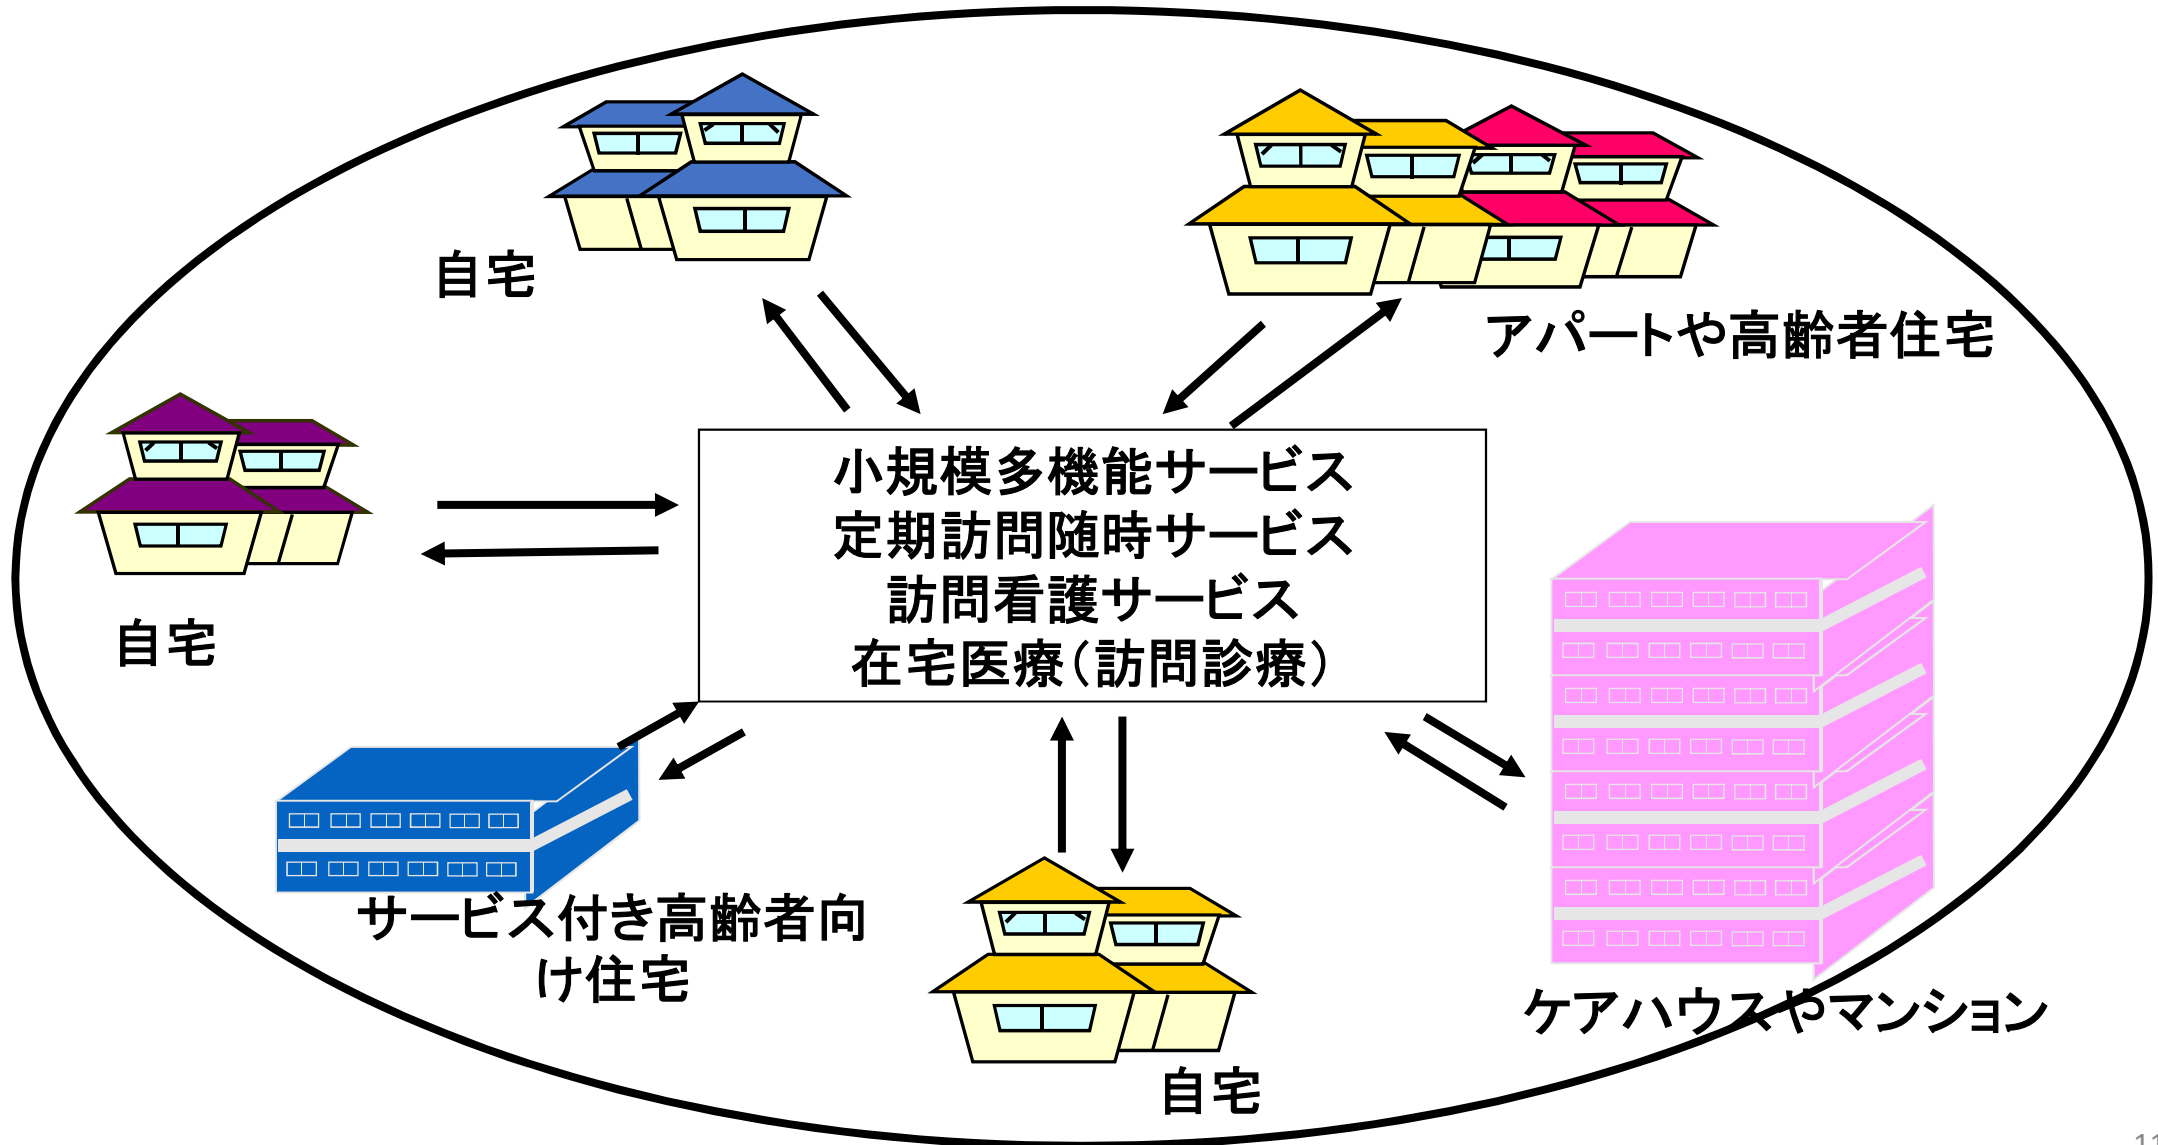 自宅
アパートや高齢者住宅
小規模多機能サービス
定期訪問随時サービス
訪問看護サービス
在宅医療(訪問診療)
自宅
サービス付き高齢者向
け住宅
ケアハウスやマンション
自宅
11